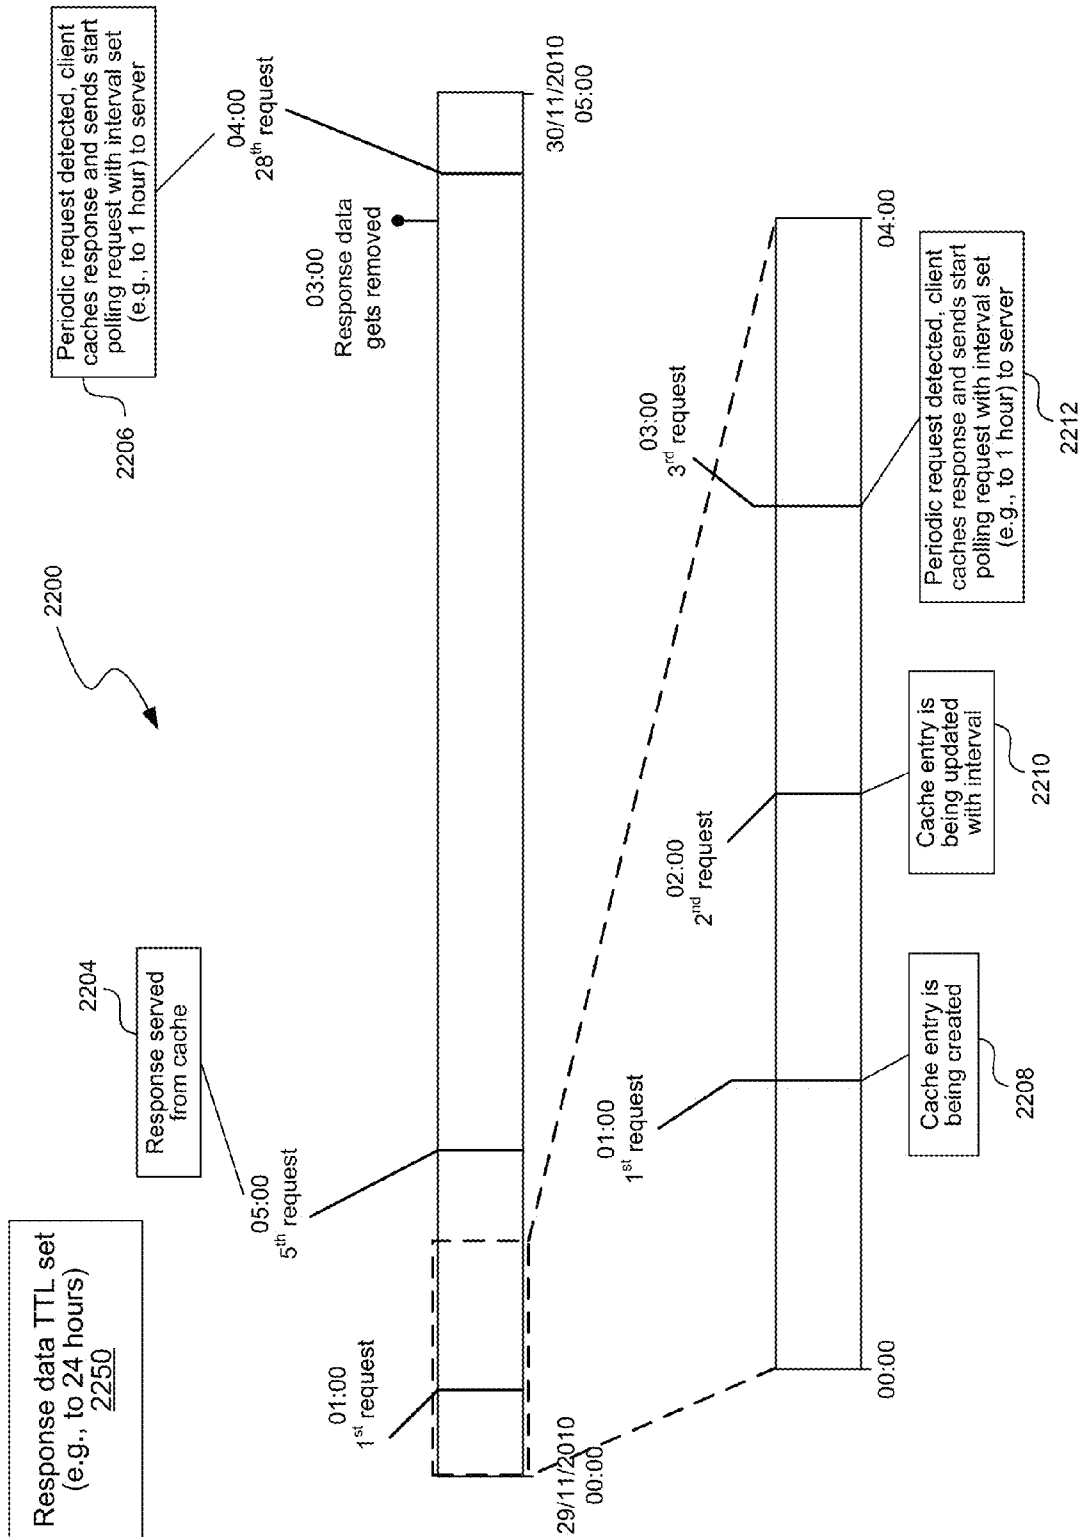 Response data TTL set
(e.g., to 24 hours)
2250
2204
Response served
from cache
2200
2206
Periodic request detected, client
caches response and sends start
polling request with interval set
(e.g., to 1 hour) to server
01:00
1st request
05:00
5th request
03:00
Response data
gets removed
04:00
28th request
29/11/2010
00:00
30/11/2010
05:00
01:00
1st request
02:00
2nd request
03:00
3rd request
00:00
04:00
Cache entry is
being created
2208
Cache entry is
being updated
with interval
2210
Periodic request detected, client
caches response and sends start
polling request with interval set
(e.g., to 1 hour) to server
2212